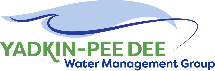 YADKIN-PEE DEE
Water Management Group